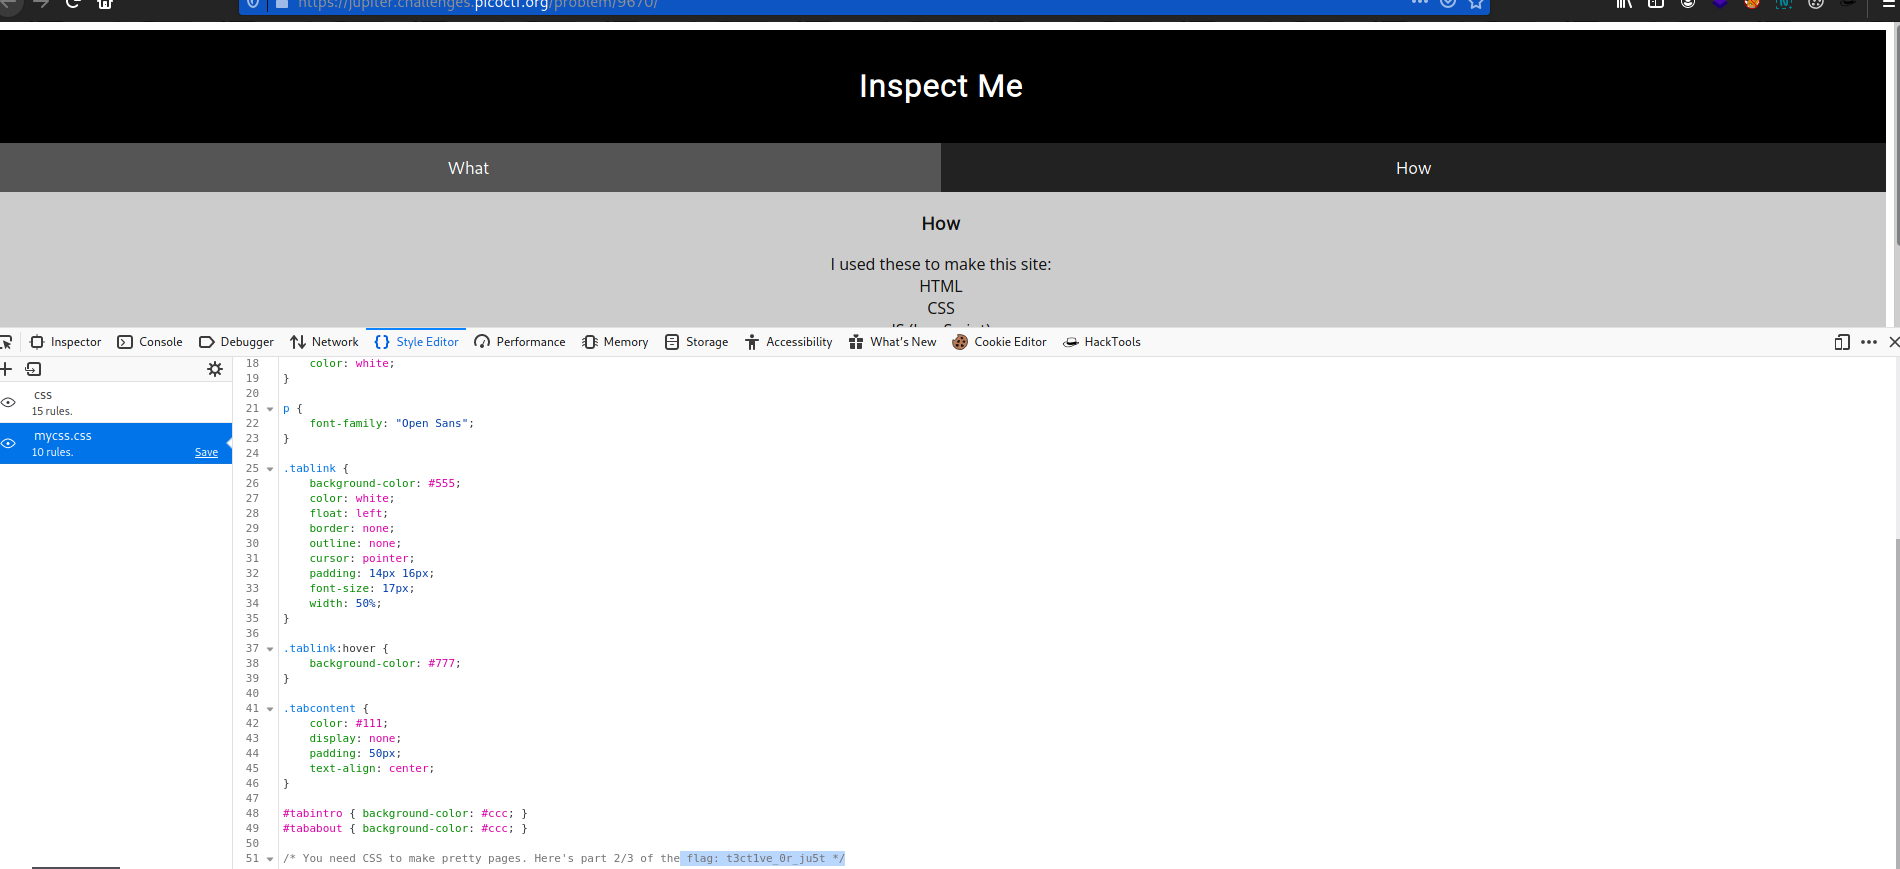 https://jupiter.challenges.picoctf.org/problem/9670/
Inspect Me
What
How
How
I used these to make this site:
HTML
CSS
JS (JavaScript)
Inspector
Console
Debugger
Network
Style Editor
Performance
Memory
Storage
Accessibility
What's New
Cookie Editor
HackTools
css
15 rules.
mycss.css
10 rules.
Save
18 color: white;
19 }
20
21 p {
22 font-family: "Open Sans";
23 }
24
25 .tablink {
26 background-color: #555;
27 color: white;
28 float: left;
29 border: none;
30 outline: none;
31 cursor: pointer;
32 padding: 14px 16px;
33 font-size: 17px;
34 width: 50%;
35 }
36
37 .tablink:hover {
38 background-color: #777;
39 }
40
41 .tabcontent {
42 color: #111;
43 display: none;
44 padding: 50px;
45 text-align: center;
46 }
47
48 #tabintro { background-color: #ccc; }
49 #tababout { background-color: #ccc; }
50
51 /* You need CSS to make pretty pages. Here's part 2/3 of the flag: t3ct1ve_0r_ju5t */